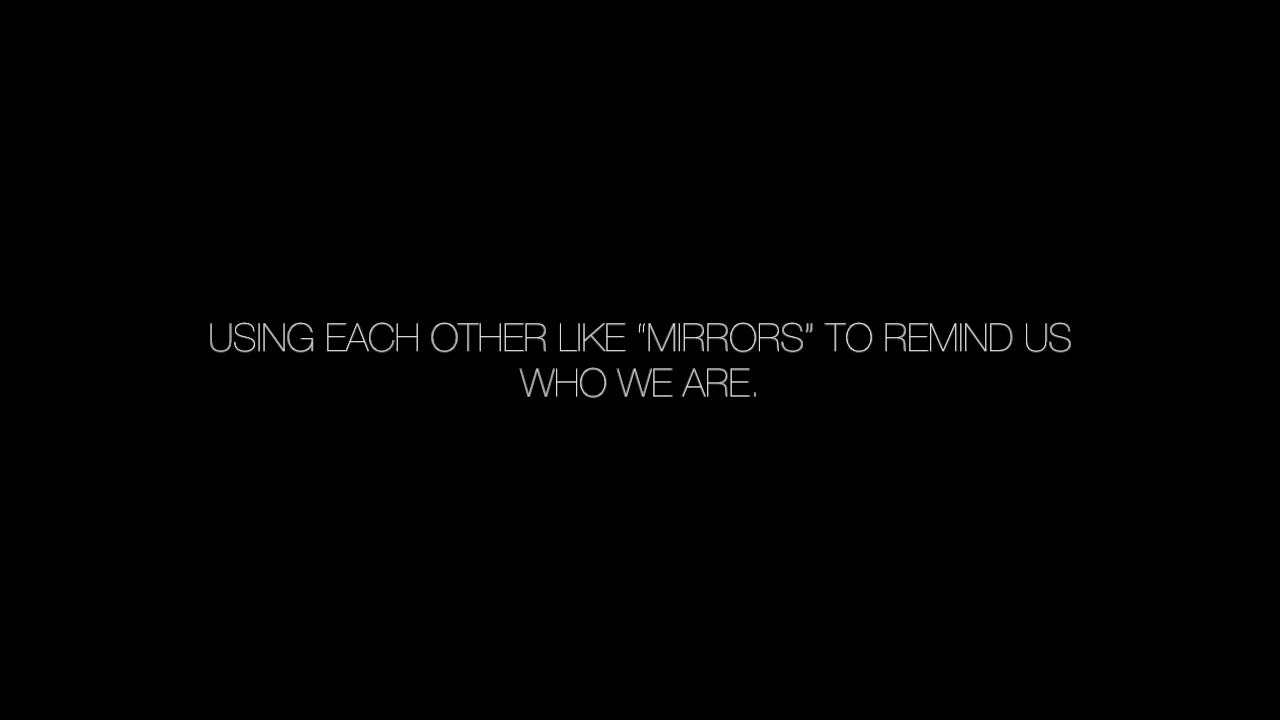 USING EACH OTHER LIKE “MIRRORS” TO REMIND US
WHO WE ARE.